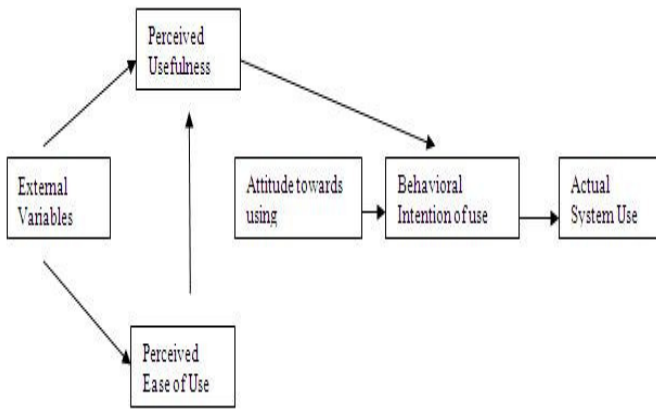 Perceived
Usefulness
External
Variables
Attitude towards
using
Behavioral
Intention of use
Actual
System Use
Perceived
Ease of Use